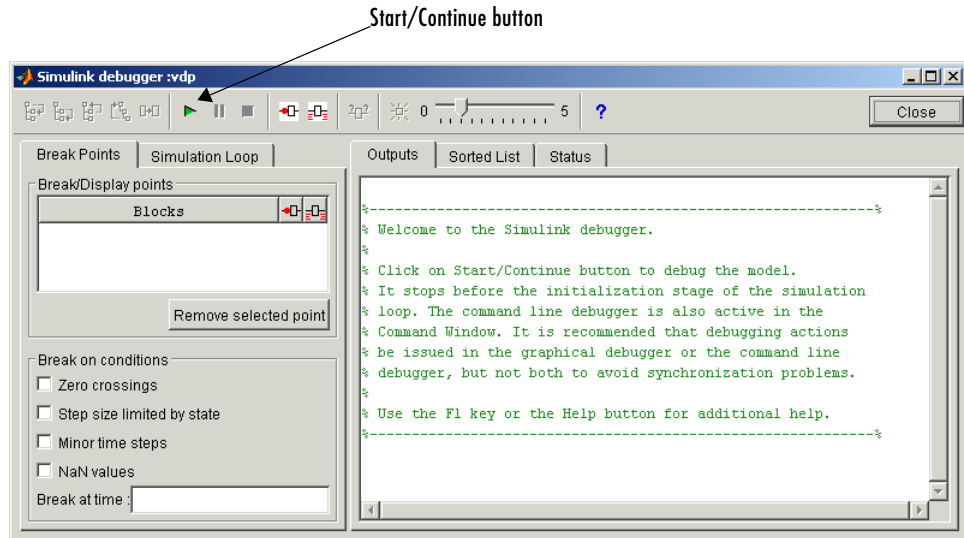 Start/Continue button
Simulink debugger :vdp
0 5 ? Close
Break Points Simulation Loop
Break/Display points
Blocks
Remove selected point
Break on conditions
Zero crossings
Step size limited by state
Minor time steps
NaN values
Break at time :
Outputs Sorted List Status
%----------------------------------------------------------------%
% Welcome to the Simulink debugger.
%
% Click on Start/Continue button to debug the model.
% It stops before the initialization stage of the simulation
% loop. The command line debugger is also active in the
% Command Window. It is recommended that debugging actions
% be issued in the graphical debugger or the command line
% debugger, but not both to avoid synchronization problems.
%
% Use the F1 key or the Help button for additional help.
%----------------------------------------------------------------%